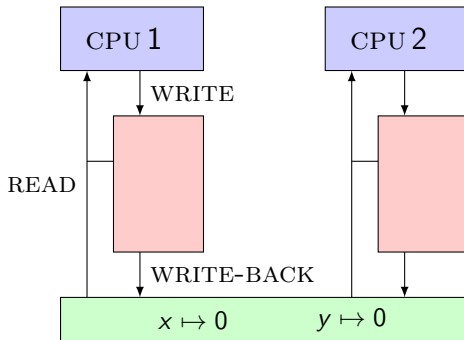 CPU 1
CPU 2
WRITE
READ
WRITE-BACK
x ↦ 0
y ↦ 0